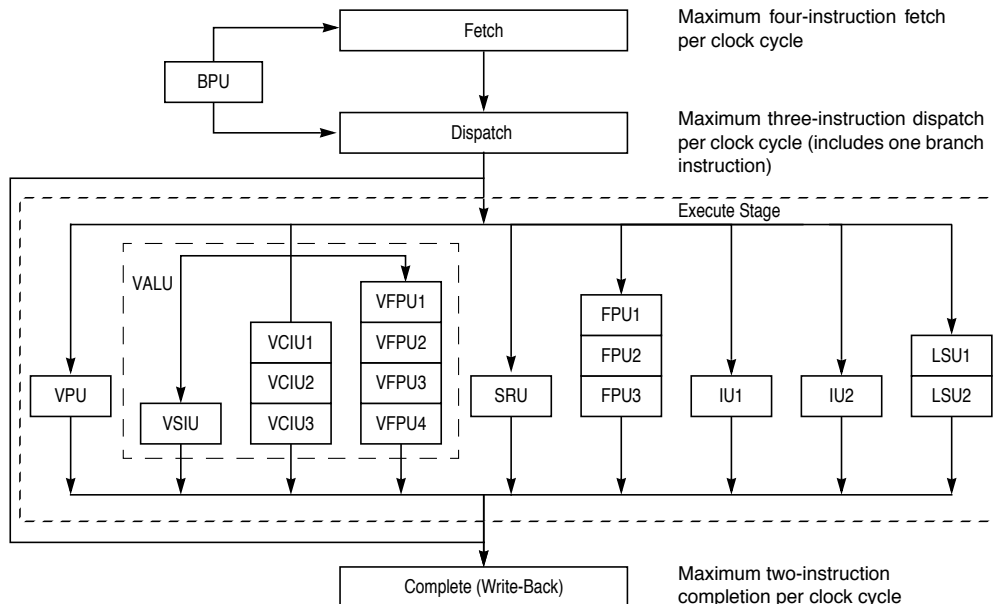 Fetch
Maximum four-instruction fetch
per clock cycle
BPU
Dispatch
Maximum three-instruction dispatch
per clock cycle (includes one branch
instruction)
Execute Stage
VALU
VPU
VSIU
VCIU1
VCIU2
VCIU3
VFPU1
VFPU2
VFPU3
VFPU4
SRU
FPU1
FPU2
FPU3
IU1
IU2
LSU1
LSU2
Complete (Write-Back)
Maximum two-instruction
completion per clock cycle